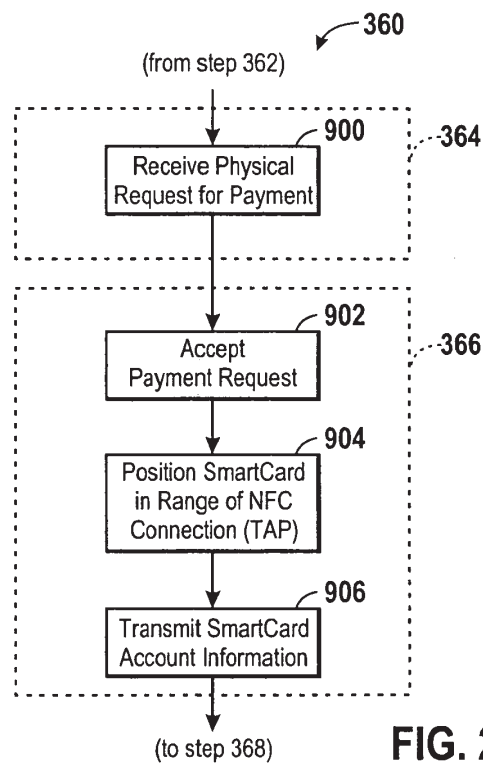 360
(from step 362)
900
364
Receive Physical
Request for Payment
902
366
Accept
Payment Request
904
Position SmartCard
in Range of NFC
Connection (TAP)
906
Transmit SmartCard
Account Information
(to step 368)
FIG.